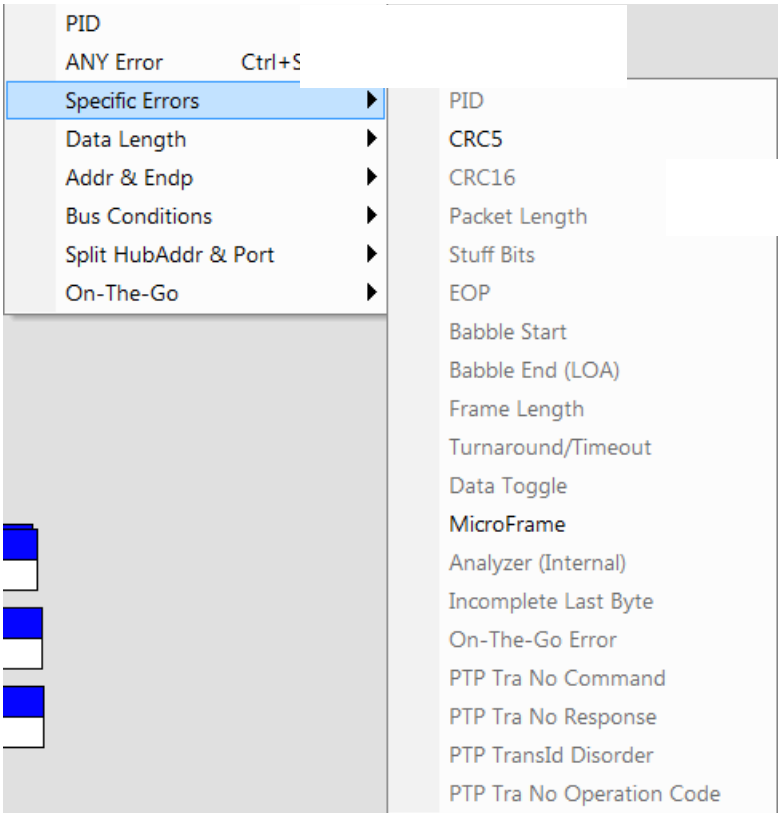 PID
ANY Error Ctrl+S
Specific Errors
Data Length
Addr & Endp
Bus Conditions
Split HubAddr & Port
On-The-Go
PID
CRC5
CRC16
Packet Length
Stuff Bits
EOP
Babble Start
Babble End (LOA)
Frame Length
Turnaround/Timeout
Data Toggle
MicroFrame
Analyzer (Internal)
Incomplete Last Byte
On-The-Go Error
PTP Tra No Command
PTP Tra No Response
PTP TransId Disorder
PTP Tra No Operation Code